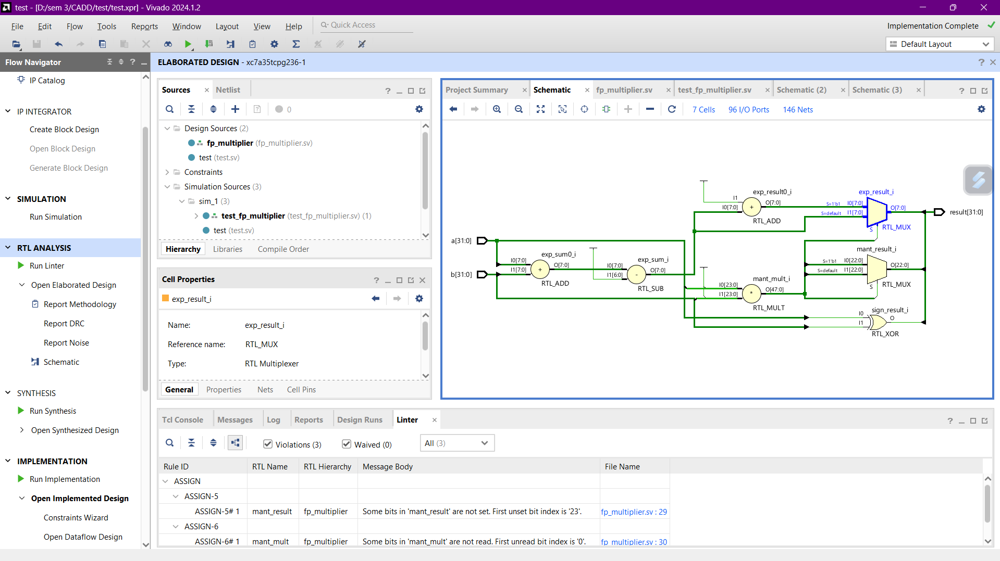 test - [D:/sem 3/CADD/test/test.xpr] - Vivado 2024.1.2
File Edit Flow Tools Reports Window Layout View Help Quick Access
Implementation Complete
Default Layout
Flow Navigator
ELABORATED DESIGN - xc7a35tcpg236-1
IP Catalog
IP INTEGRATOR
Create Block Design
Open Block Design
Generate Block Design
SIMULATION
Run Simulation
RTL ANALYSIS
Run Linter
Open Elaborated Design
Report Methodology
Report DRC
Report Noise
Schematic
SYNTHESIS
Run Synthesis
Open Synthesized Design
IMPLEMENTATION
Run Implementation
Open Implemented Design
Constraints Wizard
Open Dataflow Design
Sources Netlist
0
Design Sources (2)
fp_multiplier (fp_multiplier.sv)
test (test.sv)
Constraints
Simulation Sources (3)
sim_1 (3)
test_fp_multiplier (test_fp_multiplier.sv) (1)
test (test.sv)
Hierarchy Libraries Compile Order
Cell Properties
exp_result_i
Name: exp_result_i
Reference name: RTL_MUX
Type: RTL Multiplexer
General Properties Nets Cell Pins
Project Summary Schematic fp_multiplier.sv test_fp_multiplier.sv Schematic (2) Schematic (3)
7 Cells 96 I/O Ports 146 Nets
exp_result0_i
I1
I0[7:0]
O[7:0]
+
RTL_ADD
exp_result_i
S=1'b1 I0[7:0]
S=default I1[7:0]
O[7:0]
S
RTL_MUX
result[31:0]
a[31:0]
b[31:0]
exp_sum0_i
I0[7:0]
I1[7:0]
O[7:0]
+
RTL_ADD
exp_sum_i
I0[7:0]
I1[6:0]
O[7:0]
-
RTL_SUB
mant_mult_i
I0[23:0]
I1[23:0]
O[47:0]
*
RTL_MULT
mant_result_i
S=1'b1 I0[22:0]
S=default I1[22:0]
O[22:0]
S
RTL_MUX
sign_result_i
I0
I1
O
RTL_XOR
Tcl Console Messages Log Reports Design Runs Linter
Violations (3) Waived (0) All (3)
Rule ID RTL Name RTL Hierarchy Message Body File Name
ASSIGN
ASSIGN-5
ASSIGN-5# 1 mant_result fp_multiplier Some bits in 'mant_result' are not set. First unset bit index is '23'. fp_multiplier.sv : 29
ASSIGN-6
ASSIGN-6# 1 mant_mult fp_multiplier Some bits in 'mant_mult' are not read. First unread bit index is '0'. fp_multiplier.sv : 30